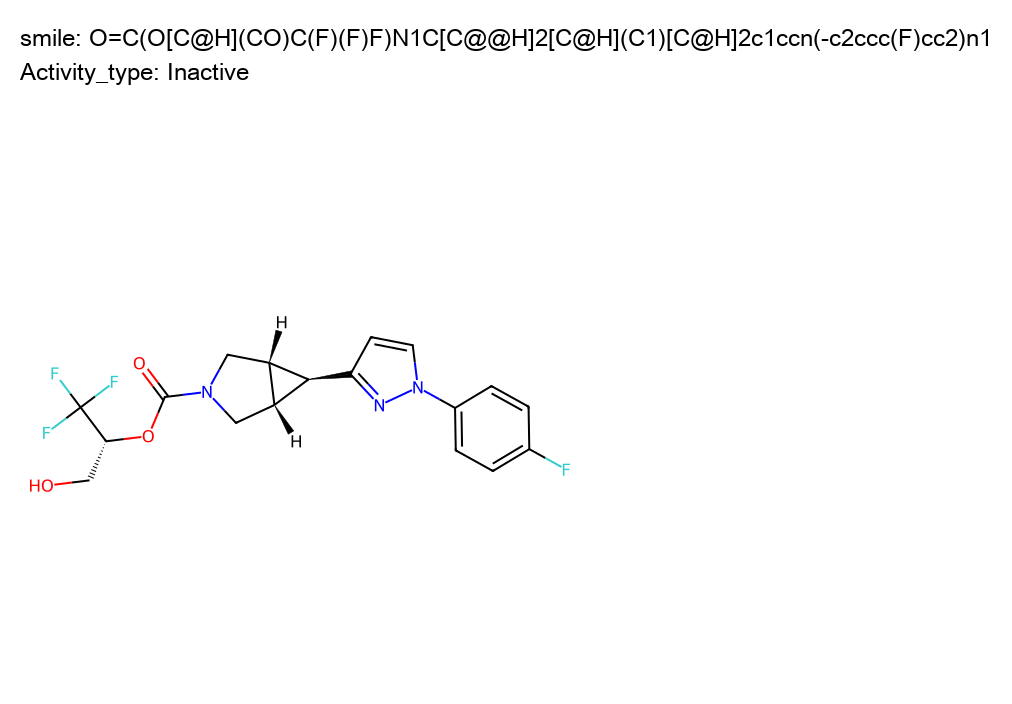 smile: O=C(O[C@H](CO)C(F)(F)F)N1C[C@@H]2[C@H](C1)[C@H]2c1ccn(-c2ccc(F)cc2)n1
Activity_type: Inactive
H
F
F
O
N
N
N
F
O
H
F
HO